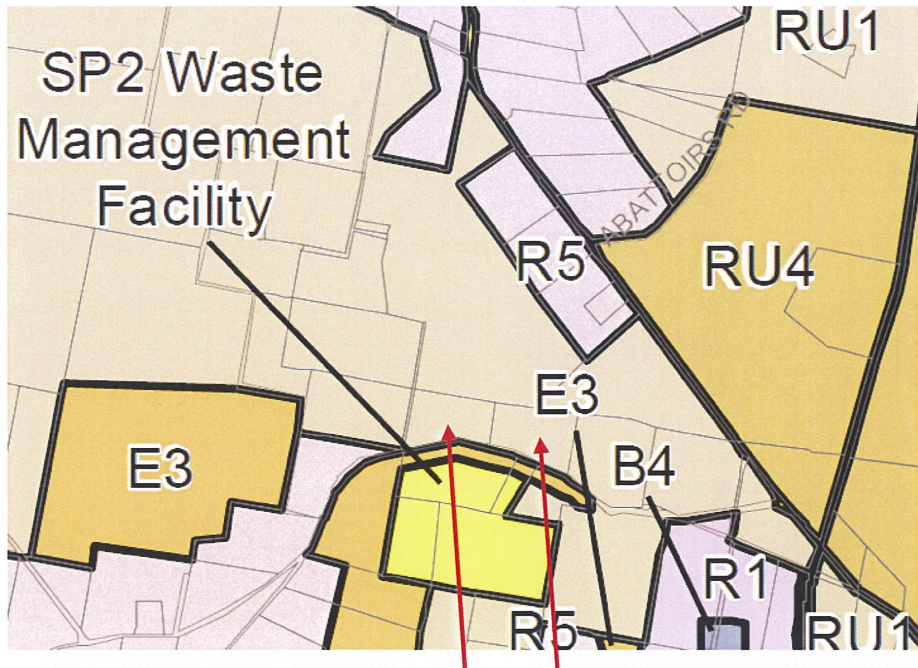 RU1
SP2 Waste
Management
Facility
ABATTOIRS RD
R5
RU4
E3
E3
B4
R1
R5
RU1